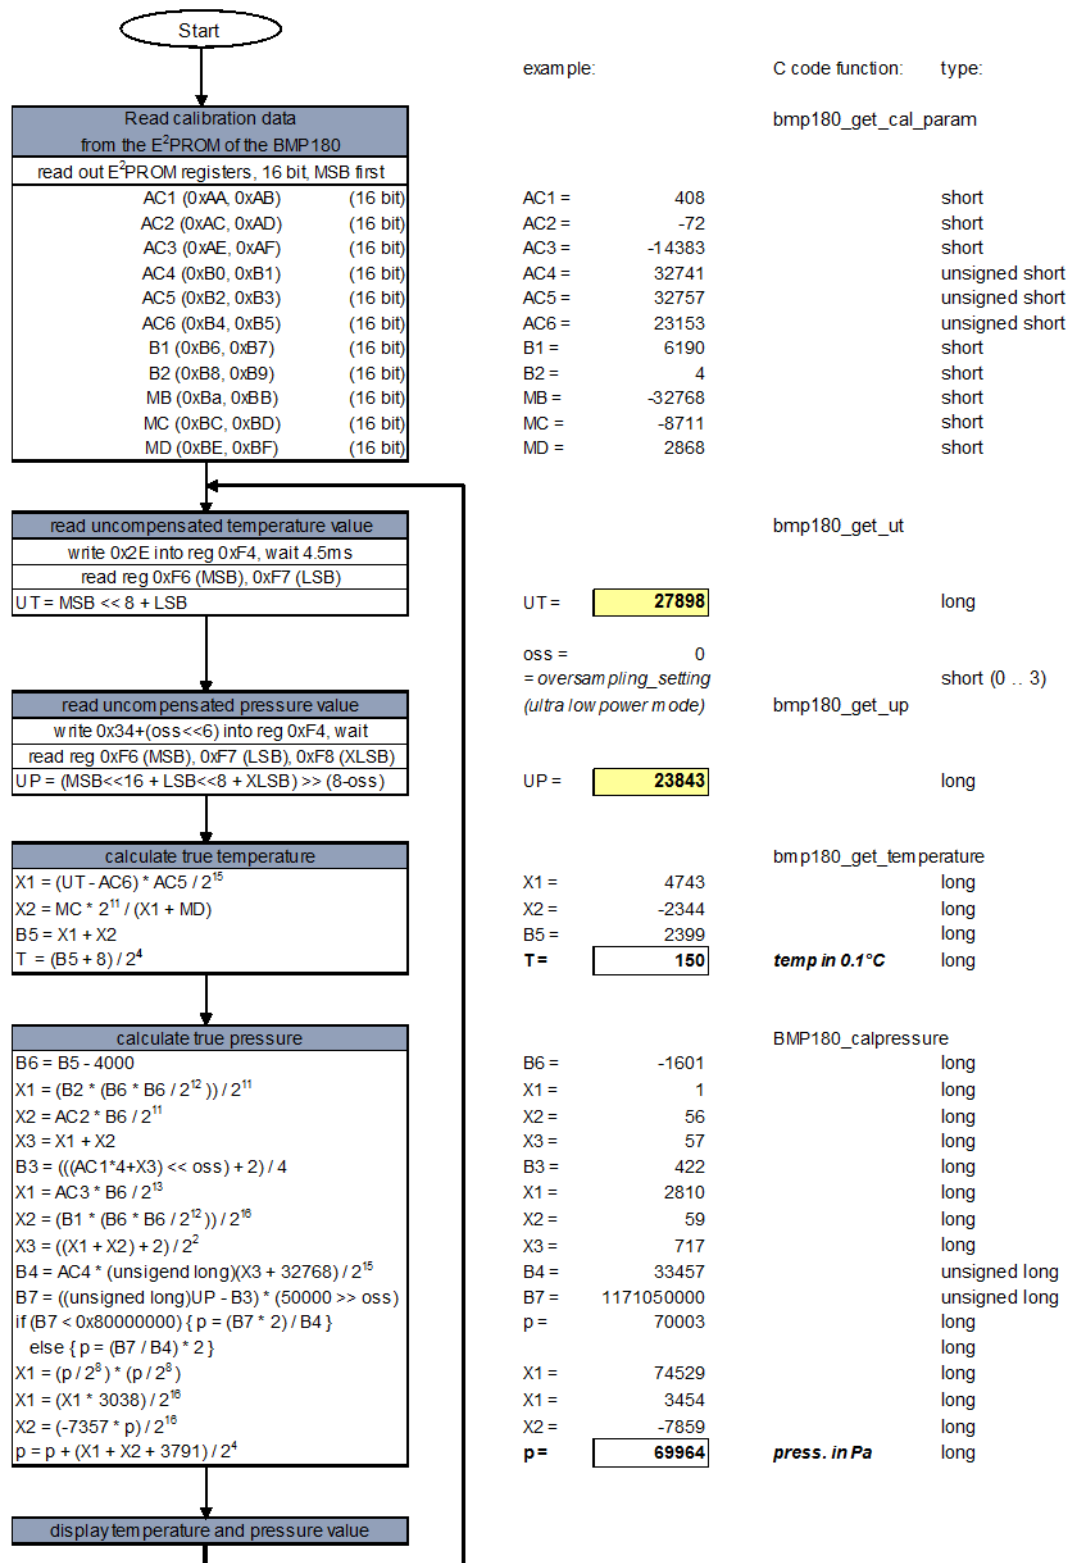 Start
example: C code function: type:
Read calibration data bmp180_get_cal_param
from the E²PROM of the BMP180
read out E²PROM registers, 16 bit, MSB first
AC1 (0xAA, 0xAB) (16 bit) AC1 = 408 short
AC2 (0xAC, 0xAD) (16 bit) AC2 = -72 short
AC3 (0xAE, 0xAF) (16 bit) AC3 = -14383 short
AC4 (0xB0, 0xB1) (16 bit) AC4 = 32741 unsigned short
AC5 (0xB2, 0xB3) (16 bit) AC5 = 32757 unsigned short
AC6 (0xB4, 0xB5) (16 bit) AC6 = 23153 unsigned short
B1 (0xB6, 0xB7) (16 bit) B1 = 6190 short
B2 (0xB8, 0xB9) (16 bit) B2 = 4 short
MB (0xBa, 0xBB) (16 bit) MB = -32768 short
MC (0xBC, 0xBD) (16 bit) MC = -8711 short
MD (0xBE, 0xBF) (16 bit) MD = 2868 short
read uncompensated temperature value bmp180_get_ut
write 0x2E into reg 0xF4, wait 4.5ms
read reg 0xF6 (MSB), 0xF7 (LSB)
UT = MSB << 8 + LSB UT = 27898 long
oss = 0
= oversampling_setting short (0 .. 3)
read uncompensated pressure value (ultra low power mode) bmp180_get_up
write 0x34+(oss<<6) into reg 0xF4, wait
read reg 0xF6 (MSB), 0xF7 (LSB), 0xF8 (XLSB)
UP = (MSB<<16 + LSB<<8 + XLSB) >> (8-oss) UP = 23843 long
calculate true temperature bmp180_get_temperature
X1 = (UT - AC6) * AC5 / 2¹⁵ X1 = 4743 long
X2 = MC * 2¹¹ / (X1 + MD) X2 = -2344 long
B5 = X1 + X2 B5 = 2399 long
T = (B5 + 8) / 2⁴ T = 150 temp in 0.1°C long
calculate true pressure BMP180_calpressure
B6 = B5 - 4000 B6 = -1601 long
X1 = (B2 * (B6 * B6 / 2¹² )) / 2¹¹ X1 = 1 long
X2 = AC2 * B6 / 2¹¹ X2 = 56 long
X3 = X1 + X2 X3 = 57 long
B3 = (((AC1*4+X3) << oss) + 2) / 4 B3 = 422 long
X1 = AC3 * B6 / 2¹³ X1 = 2810 long
X2 = (B1 * (B6 * B6 / 2¹² )) / 2¹⁶ X2 = 59 long
X3 = ((X1 + X2) + 2) / 2² X3 = 717 long
B4 = AC4 * (unsigend long)(X3 + 32768) / 2¹⁵ B4 = 33457 unsigned long
B7 = ((unsigned long)UP - B3) * (50000 >> oss) B7 = 1171050000 unsigned long
if (B7 < 0x80000000) { p = (B7 * 2) / B4 } p = 70003 long
else { p = (B7 / B4) * 2 } long
X1 = (p / 2⁸ ) * (p / 2⁸ ) X1 = 74529 long
X1 = (X1 * 3038) / 2¹⁶ X1 = 3454 long
X2 = (-7357 * p) / 2¹⁶ X2 = -7859 long
p = p + (X1 + X2 + 3791) / 2⁴ p = 69964 press. in Pa long
display temperature and pressure value